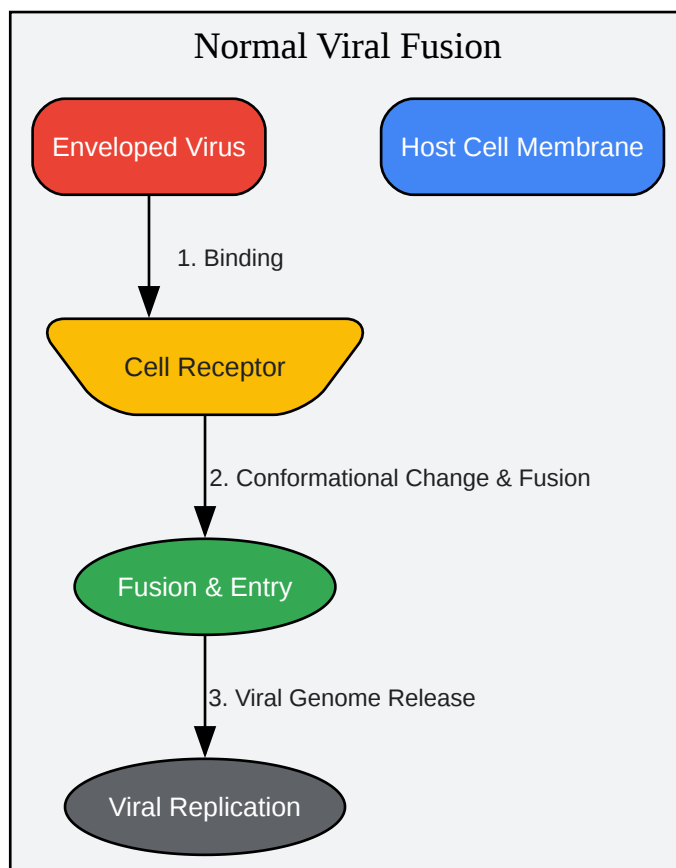 Normal Viral Fusion
Enveloped Virus
Host Cell Membrane
1. Binding
Cell Receptor
2. Conformational Change & Fusion
Fusion & Entry
3. Viral Genome Release
Viral Replication